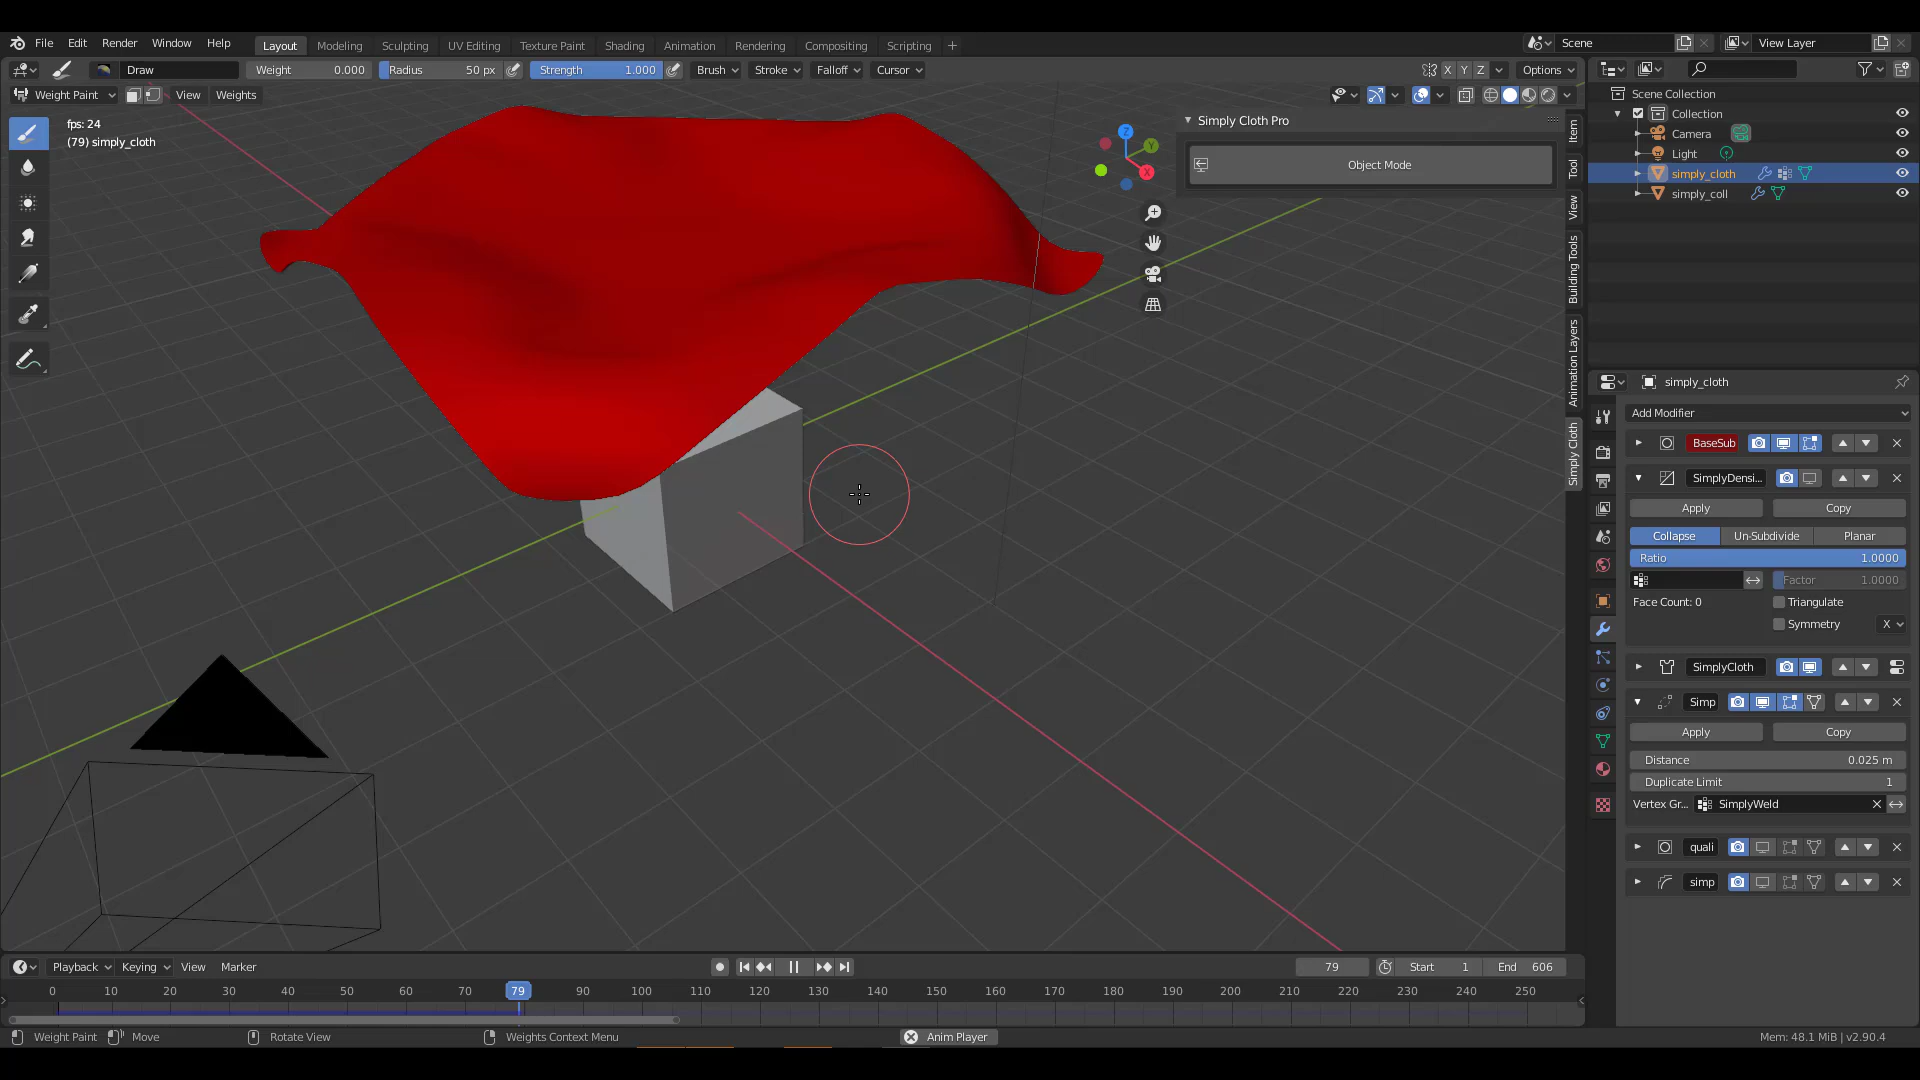 File Edit Render Window Help Layout Modeling Sculpting UV Editing Texture Paint Shading Animation Rendering Compositing Scripting + Scene View Layer
Draw Weight 0.000 Radius 50 px Strength 1.000 Brush Stroke Falloff Cursor X Y Z Options
Weight Paint View Weights
Scene Collection
Collection
Camera
Light
simply_cloth
simply_coll
fps: 24
(79) simply_cloth
Z
Y
X
Simply Cloth Pro
Object Mode
Item
Tool
View
Building Tools
Animation Layers
Simply Cloth
simply_cloth
Add Modifier
BaseSub
SimplyDensi...
Apply Copy
Collapse Un-Subdivide Planar
Ratio 1.0000
Factor 1.0000
Face Count: 0 Triangulate
Symmetry X
SimplyCloth
Simp
Apply Copy
Distance 0.025 m
Duplicate Limit 1
Vertex Gr... SimplyWeld
quali
simp
Playback Keying View Marker 79 Start 1 End 606
0 10 20 30 40 50 60 70 79 90 100 110 120 130 140 150 160 170 180 190 200 210 220 230 240 250
Weight Paint Move Rotate View Weights Context Menu Anim Player Mem: 48.1 MiB | v2.90.4